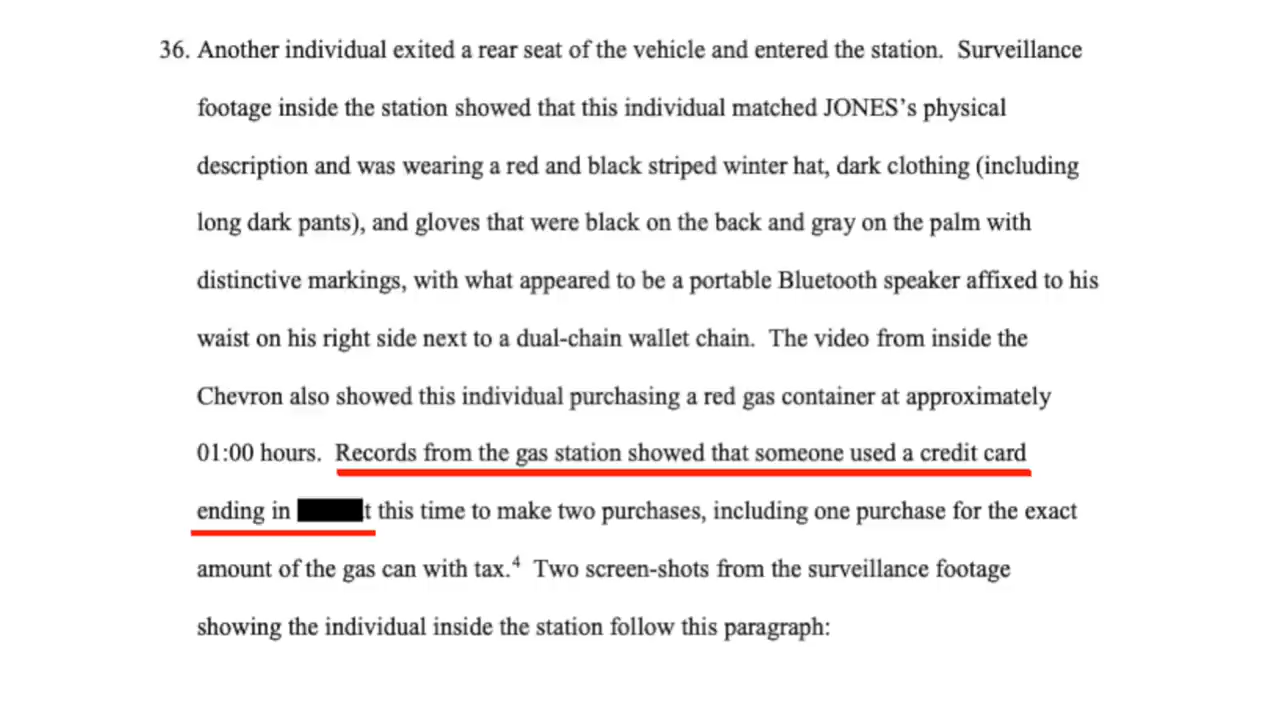 36. Another individual exited a rear seat of the vehicle and entered the station.  Surveillance
footage inside the station showed that this individual matched JONES’s physical
description and was wearing a red and black striped winter hat, dark clothing (including
long dark pants), and gloves that were black on the back and gray on the palm with
distinctive markings, with what appeared to be a portable Bluetooth speaker affixed to his
waist on his right side next to a dual-chain wallet chain.  The video from inside the
Chevron also showed this individual purchasing a red gas container at approximately
01:00 hours.  Records from the gas station showed that someone used a credit card
ending in t this time to make two purchases, including one purchase for the exact
amount of the gas can with tax.⁴  Two screen-shots from the surveillance footage
showing the individual inside the station follow this paragraph: